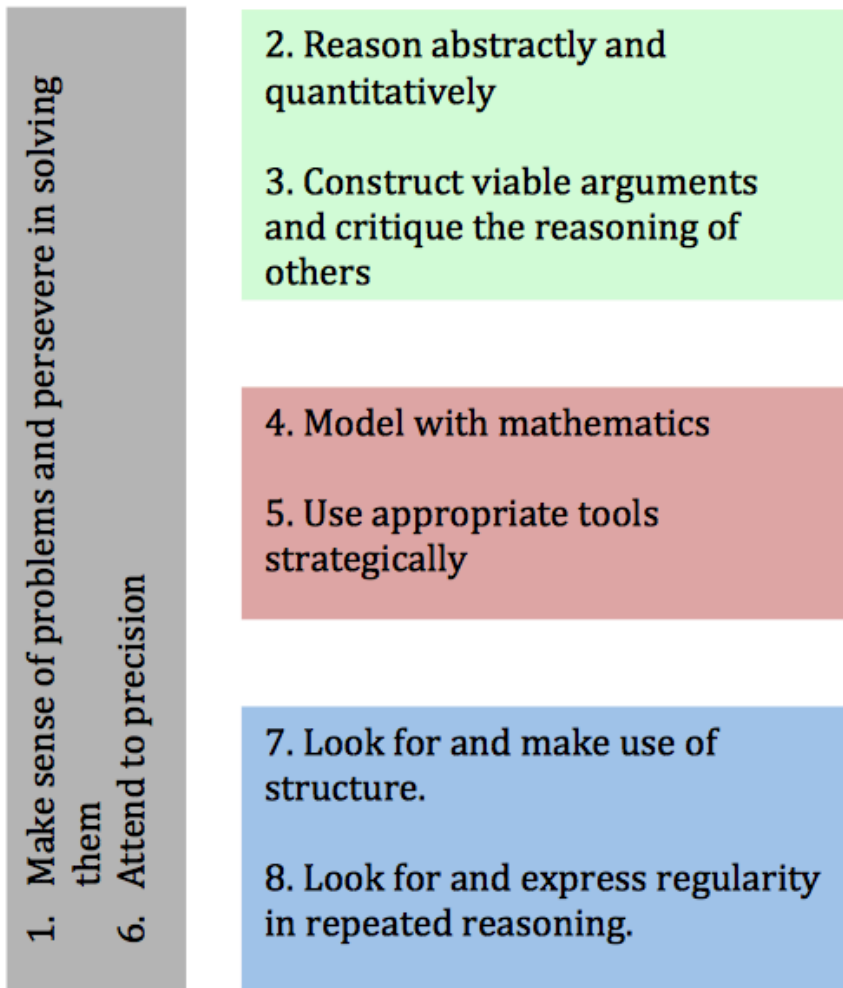 1. Make sense of problems and persevere in solving
them
6. Attend to precision
2. Reason abstractly and
quantitatively
3. Construct viable arguments
and critique the reasoning of
others
4. Model with mathematics
5. Use appropriate tools
strategically
7. Look for and make use of
structure.
8. Look for and express regularity
in repeated reasoning.